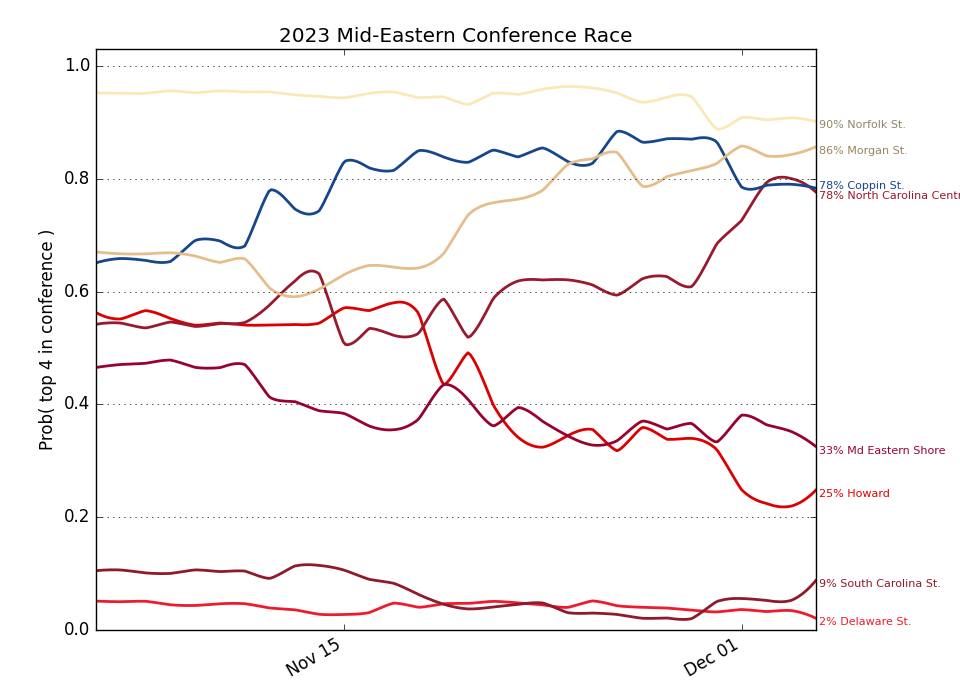 2023 Mid-Eastern Conference Race
Prob( top 4 in conference )
1.0
0.8
0.6
0.4
0.2
0.0
Nov 15
Dec 01
90% Norfolk St.
86% Morgan St.
78% Coppin St.
78% North Carolina Centr
33% Md Eastern Shore
25% Howard
9% South Carolina St.
2% Delaware St.